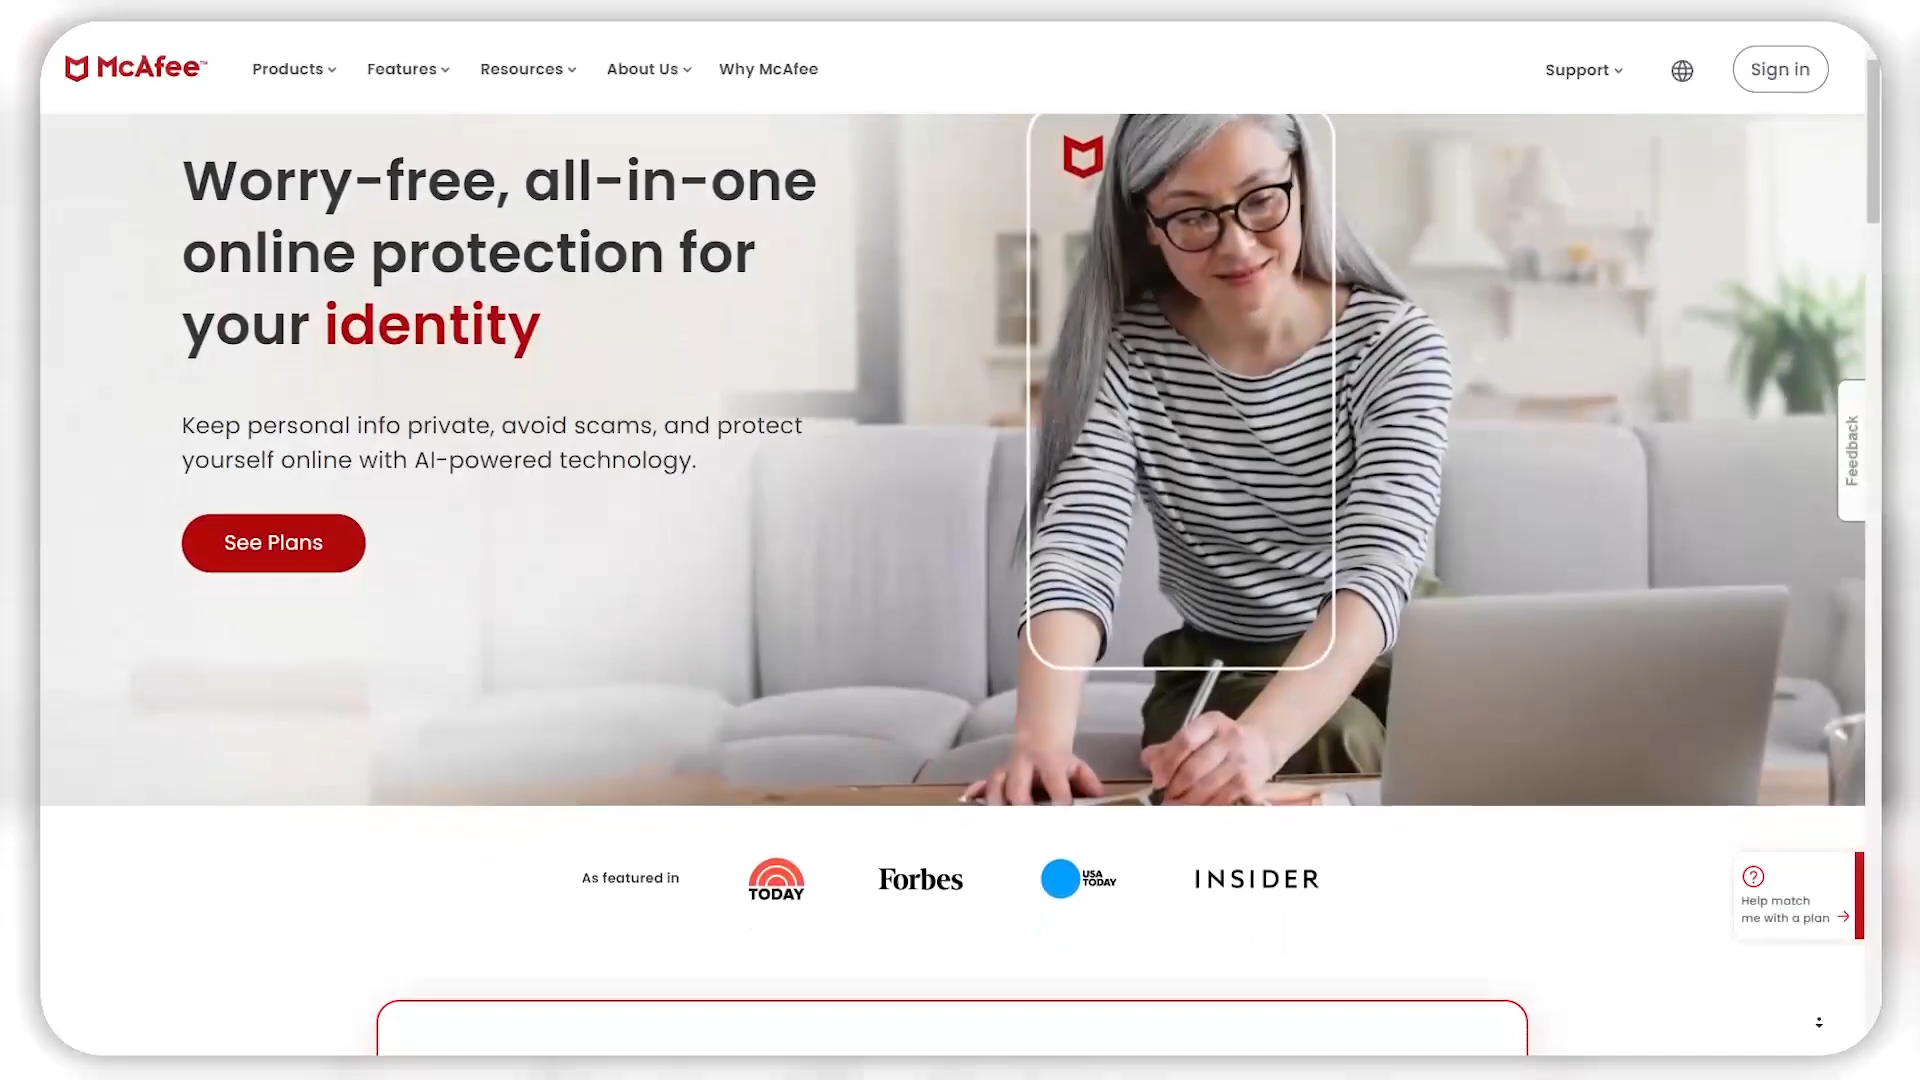 McAfee™
Products
Features
Resources
About Us
Why McAfee
Support
Sign in
Worry-free, all-in-one
online protection for
your identity
Keep personal info private, avoid scams, and protect
yourself online with AI-powered technology.
See Plans
Feedback
As featured in
TODAY
Forbes
USA
TODAY
INSIDER
Help match
me with a plan